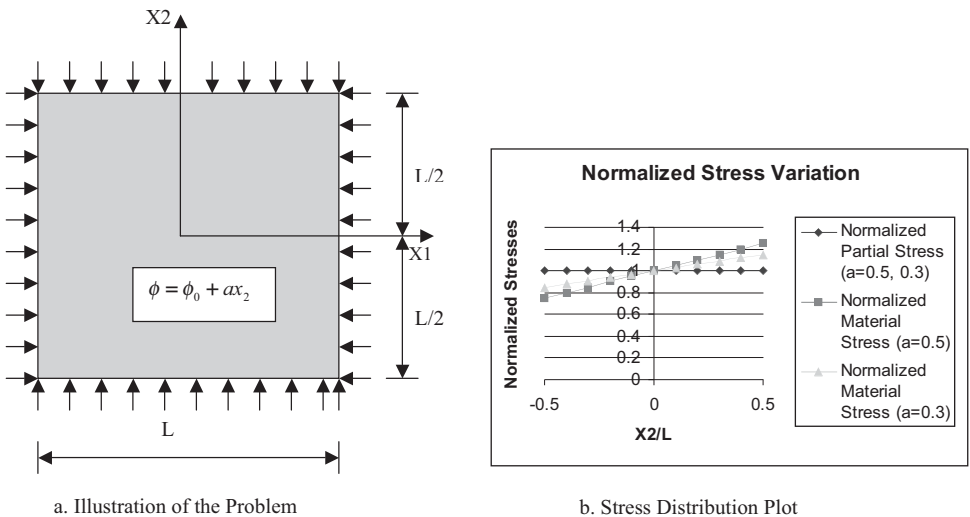 X2
L/2
X1
ϕ = ϕ₀ + ax₂
L/2
L
a. Illustration of the Problem
Normalized Stress Variation
Normalized Stresses
1.4
1.2
1
0.8
0.6
0.4
0.2
0
-0.5
0
0.5
X2/L
Normalized
Partial Stress
(a=0.5, 0.3)
Normalized
Material
Stress (a=0.5)
Normalized
Material
Stress (a=0.3)
b. Stress Distribution Plot